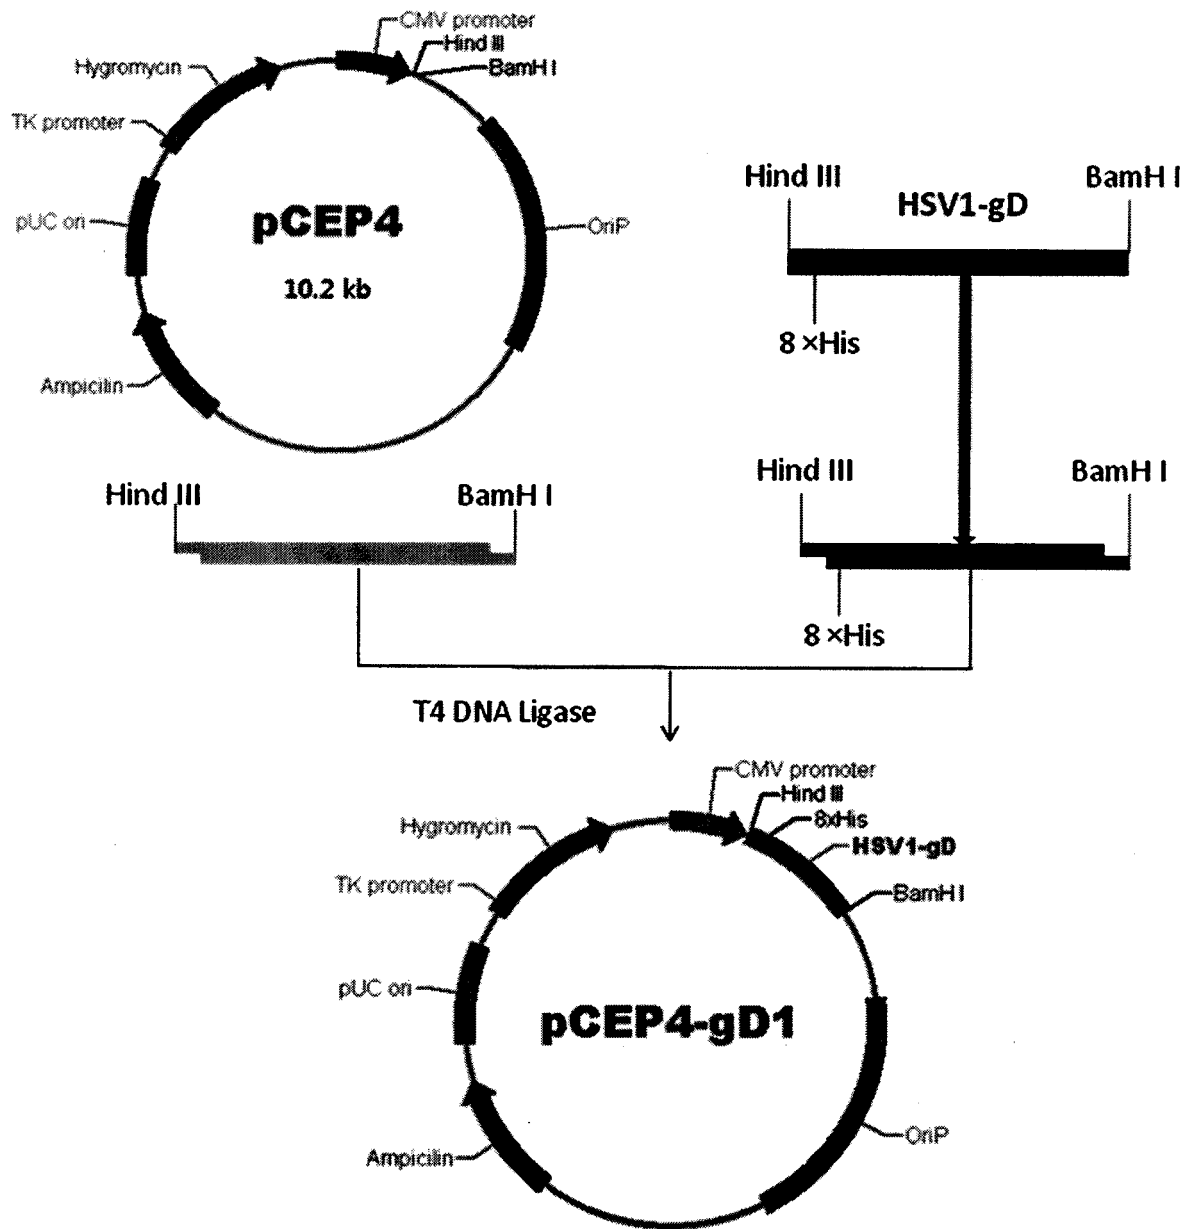 CMV promoter
Hind III
BamH I
Hygromycin
TK promoter
pUC ori
pCEP4
10.2 kb
OriP
Ampicilin
Hind III
BamH I
HSV1-gD
8 ×His
Hind III
BamH I
Hind III
BamH I
8 ×His
T4 DNA Ligase
CMV promoter
Hind III
8xHis
HSV1-gD
BamH I
Hygromycin
TK promoter
pUC ori
pCEP4-gD1
OriP
Ampicilin